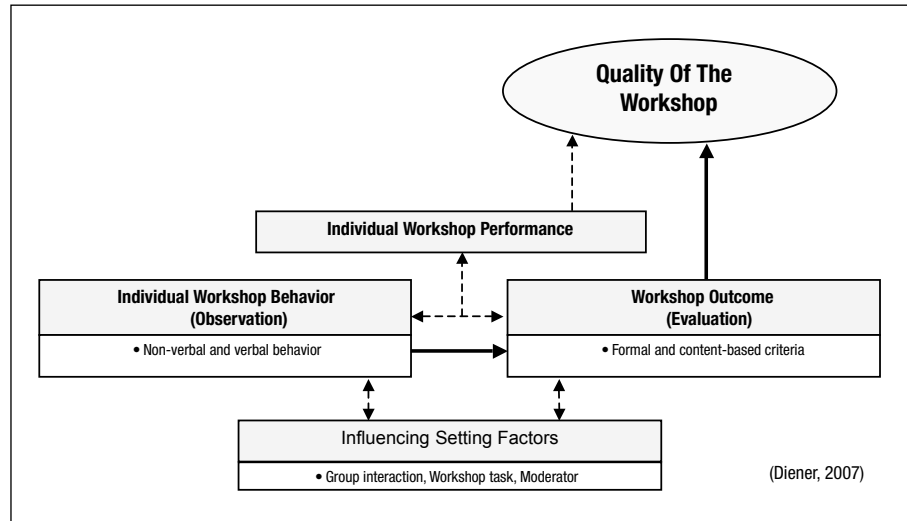 Quality Of The
Workshop
Individual Workshop Performance
Individual Workshop Behavior
(Observation)
• Non-verbal and verbal behavior
Workshop Outcome
(Evaluation)
• Formal and content-based criteria
Influencing Setting Factors
• Group interaction, Workshop task, Moderator
(Diener, 2007)